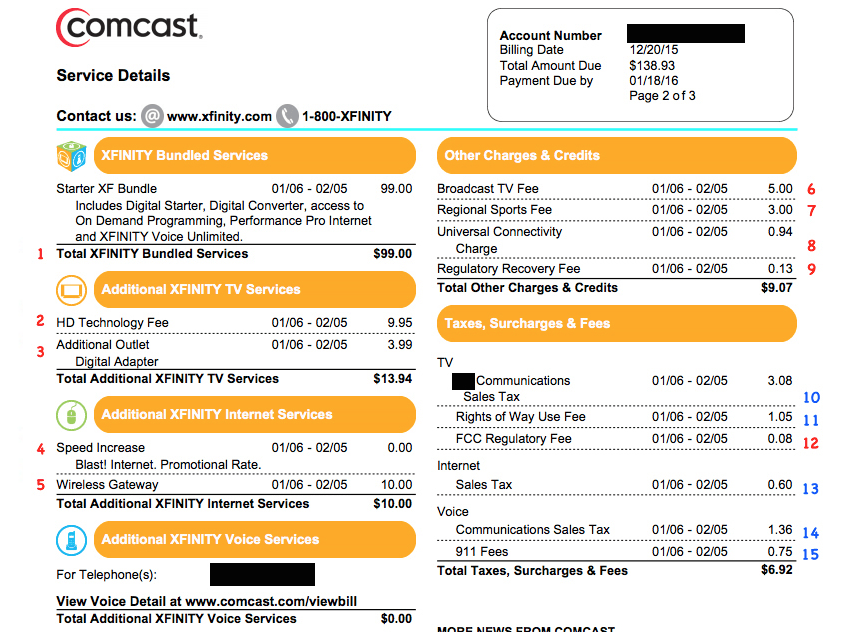 comcast.
Account Number
Billing Date 12/20/15
Total Amount Due $138.93
Payment Due by 01/18/16
Page 2 of 3
Service Details
Contact us: @ www.xfinity.com 1-800-XFINITY
XFINITY Bundled Services
Starter XF Bundle 01/06 - 02/05 99.00
Includes Digital Starter, Digital Converter, access to
On Demand Programming, Performance Pro Internet
and XFINITY Voice Unlimited.
1 Total XFINITY Bundled Services $99.00
Additional XFINITY TV Services
2 HD Technology Fee 01/06 - 02/05 9.95
3 Additional Outlet 01/06 - 02/05 3.99
Digital Adapter
Total Additional XFINITY TV Services $13.94
Additional XFINITY Internet Services
4 Speed Increase 01/06 - 02/05 0.00
Blast! Internet. Promotional Rate.
5 Wireless Gateway 01/06 - 02/05 10.00
Total Additional XFINITY Internet Services $10.00
Additional XFINITY Voice Services
For Telephone(s):
View Voice Detail at www.comcast.com/viewbill
Total Additional XFINITY Voice Services $0.00
Other Charges & Credits
Broadcast TV Fee 01/06 - 02/05 5.00 6
Regional Sports Fee 01/06 - 02/05 3.00 7
Universal Connectivity 01/06 - 02/05 0.94
Charge 8
Regulatory Recovery Fee 01/06 - 02/05 0.13 9
Total Other Charges & Credits $9.07
Taxes, Surcharges & Fees
TV
Communications 01/06 - 02/05 3.08
Sales Tax 10
Rights of Way Use Fee 01/06 - 02/05 1.05 11
FCC Regulatory Fee 01/06 - 02/05 0.08 12
Internet
Sales Tax 01/06 - 02/05 0.60 13
Voice
Communications Sales Tax 01/06 - 02/05 1.36 14
911 Fees 01/06 - 02/05 0.75 15
Total Taxes, Surcharges & Fees $6.92
MORE NEWS FROM COMCAST